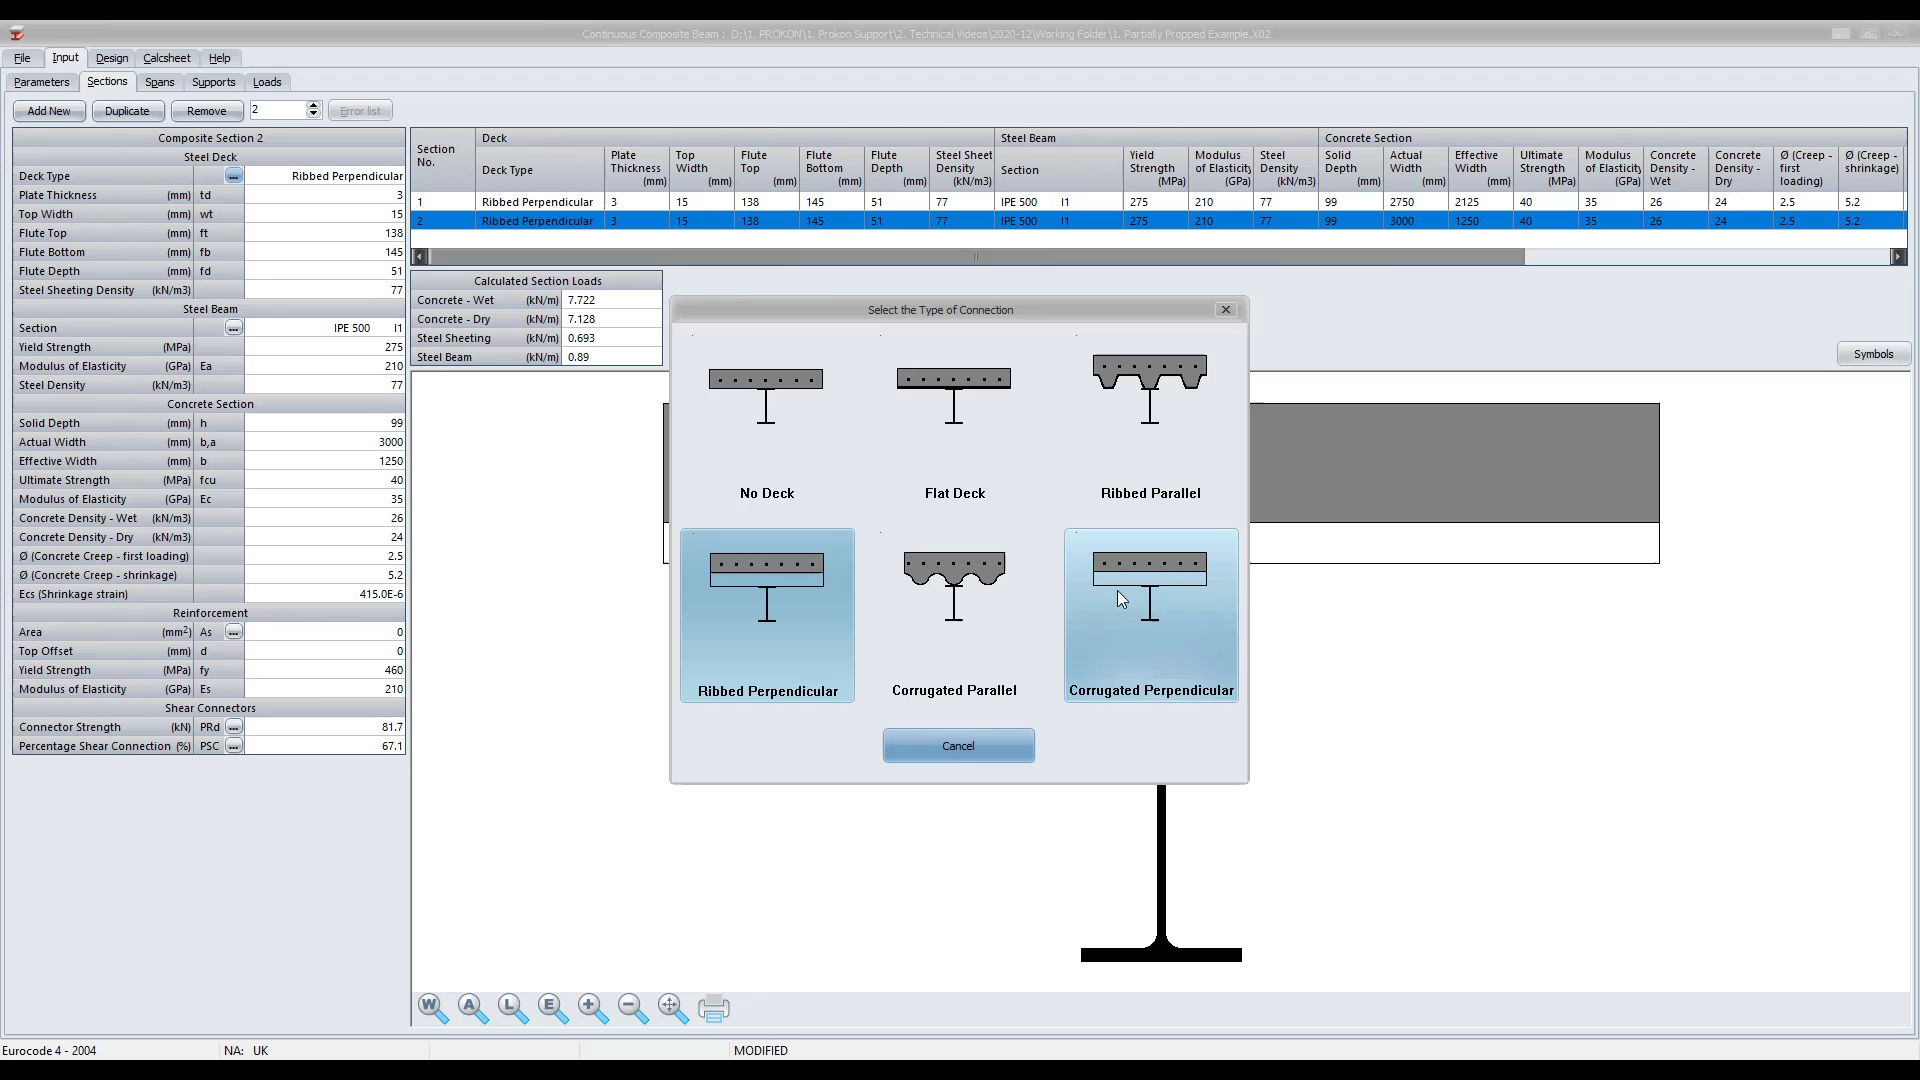 Continuous Composite Beam : D:\1. PROKON\1. Prokon Support\2. Technical Videos\2020-12\Working Folder\1. Partially Propped Example.X02
File Input Design Calcsheet Help
Parameters Sections Spans Supports Loads
Add New Duplicate Remove 2 Error list
Composite Section 2
Steel Deck
Deck Type ... Ribbed Perpendicular
Plate Thickness (mm) td 3
Top Width (mm) wt 15
Flute Top (mm) ft 138
Flute Bottom (mm) fb 145
Flute Depth (mm) fd 51
Steel Sheeting Density (kN/m3) 77
Steel Beam
Section ... IPE 500 I1
Yield Strength (MPa) 275
Modulus of Elasticity (GPa) Ea 210
Steel Density (kN/m3) 77
Concrete Section
Solid Depth (mm) h 99
Actual Width (mm) b,a 3000
Effective Width (mm) b 1250
Ultimate Strength (MPa) fcu 40
Modulus of Elasticity (GPa) Ec 35
Concrete Density - Wet (kN/m3) 26
Concrete Density - Dry (kN/m3) 24
Ø (Concrete Creep - first loading) 2.5
Ø (Concrete Creep - shrinkage) 5.2
Ecs (Shrinkage strain) 415.0E-6
Reinforcement
Area (mm2) As ... 0
Top Offset (mm) d 0
Yield Strength (MPa) fy 460
Modulus of Elasticity (GPa) Es 210
Shear Connectors
Connector Strength (kN) PRd ... 81.7
Percentage Shear Connection (%) PSC ... 67.1
Section No. Deck Steel Beam Concrete Section
Deck Type Plate Thickness (mm) Top Width (mm) Flute Top (mm) Flute Bottom (mm) Flute Depth (mm) Steel Sheet Density (kN/m3) Section Yield Strength (MPa) Modulus of Elasticity (GPa) Steel Density (kN/m3) Solid Depth (mm) Actual Width (mm) Effective Width (mm) Ultimate Strength (MPa) Modulus of Elasticity (GPa) Concrete Density - Wet Concrete Density - Dry Ø (Creep - first loading) Ø (Creep - shrinkage)
1 Ribbed Perpendicular 3 15 138 145 51 77 IPE 500 I1 275 210 77 99 2750 2125 40 35 26 24 2.5 5.2
2 Ribbed Perpendicular 3 15 138 145 51 77 IPE 500 I1 275 210 77 99 3000 1250 40 35 26 24 2.5 5.2
Calculated Section Loads
Concrete - Wet (kN/m) 7.722
Concrete - Dry (kN/m) 7.128
Steel Sheeting (kN/m) 0.693
Steel Beam (kN/m) 0.89
Symbols
Select the Type of Connection
No Deck Flat Deck Ribbed Parallel
Ribbed Perpendicular Corrugated Parallel Corrugated Perpendicular
Cancel
W A L E
Eurocode 4 - 2004 NA: UK MODIFIED